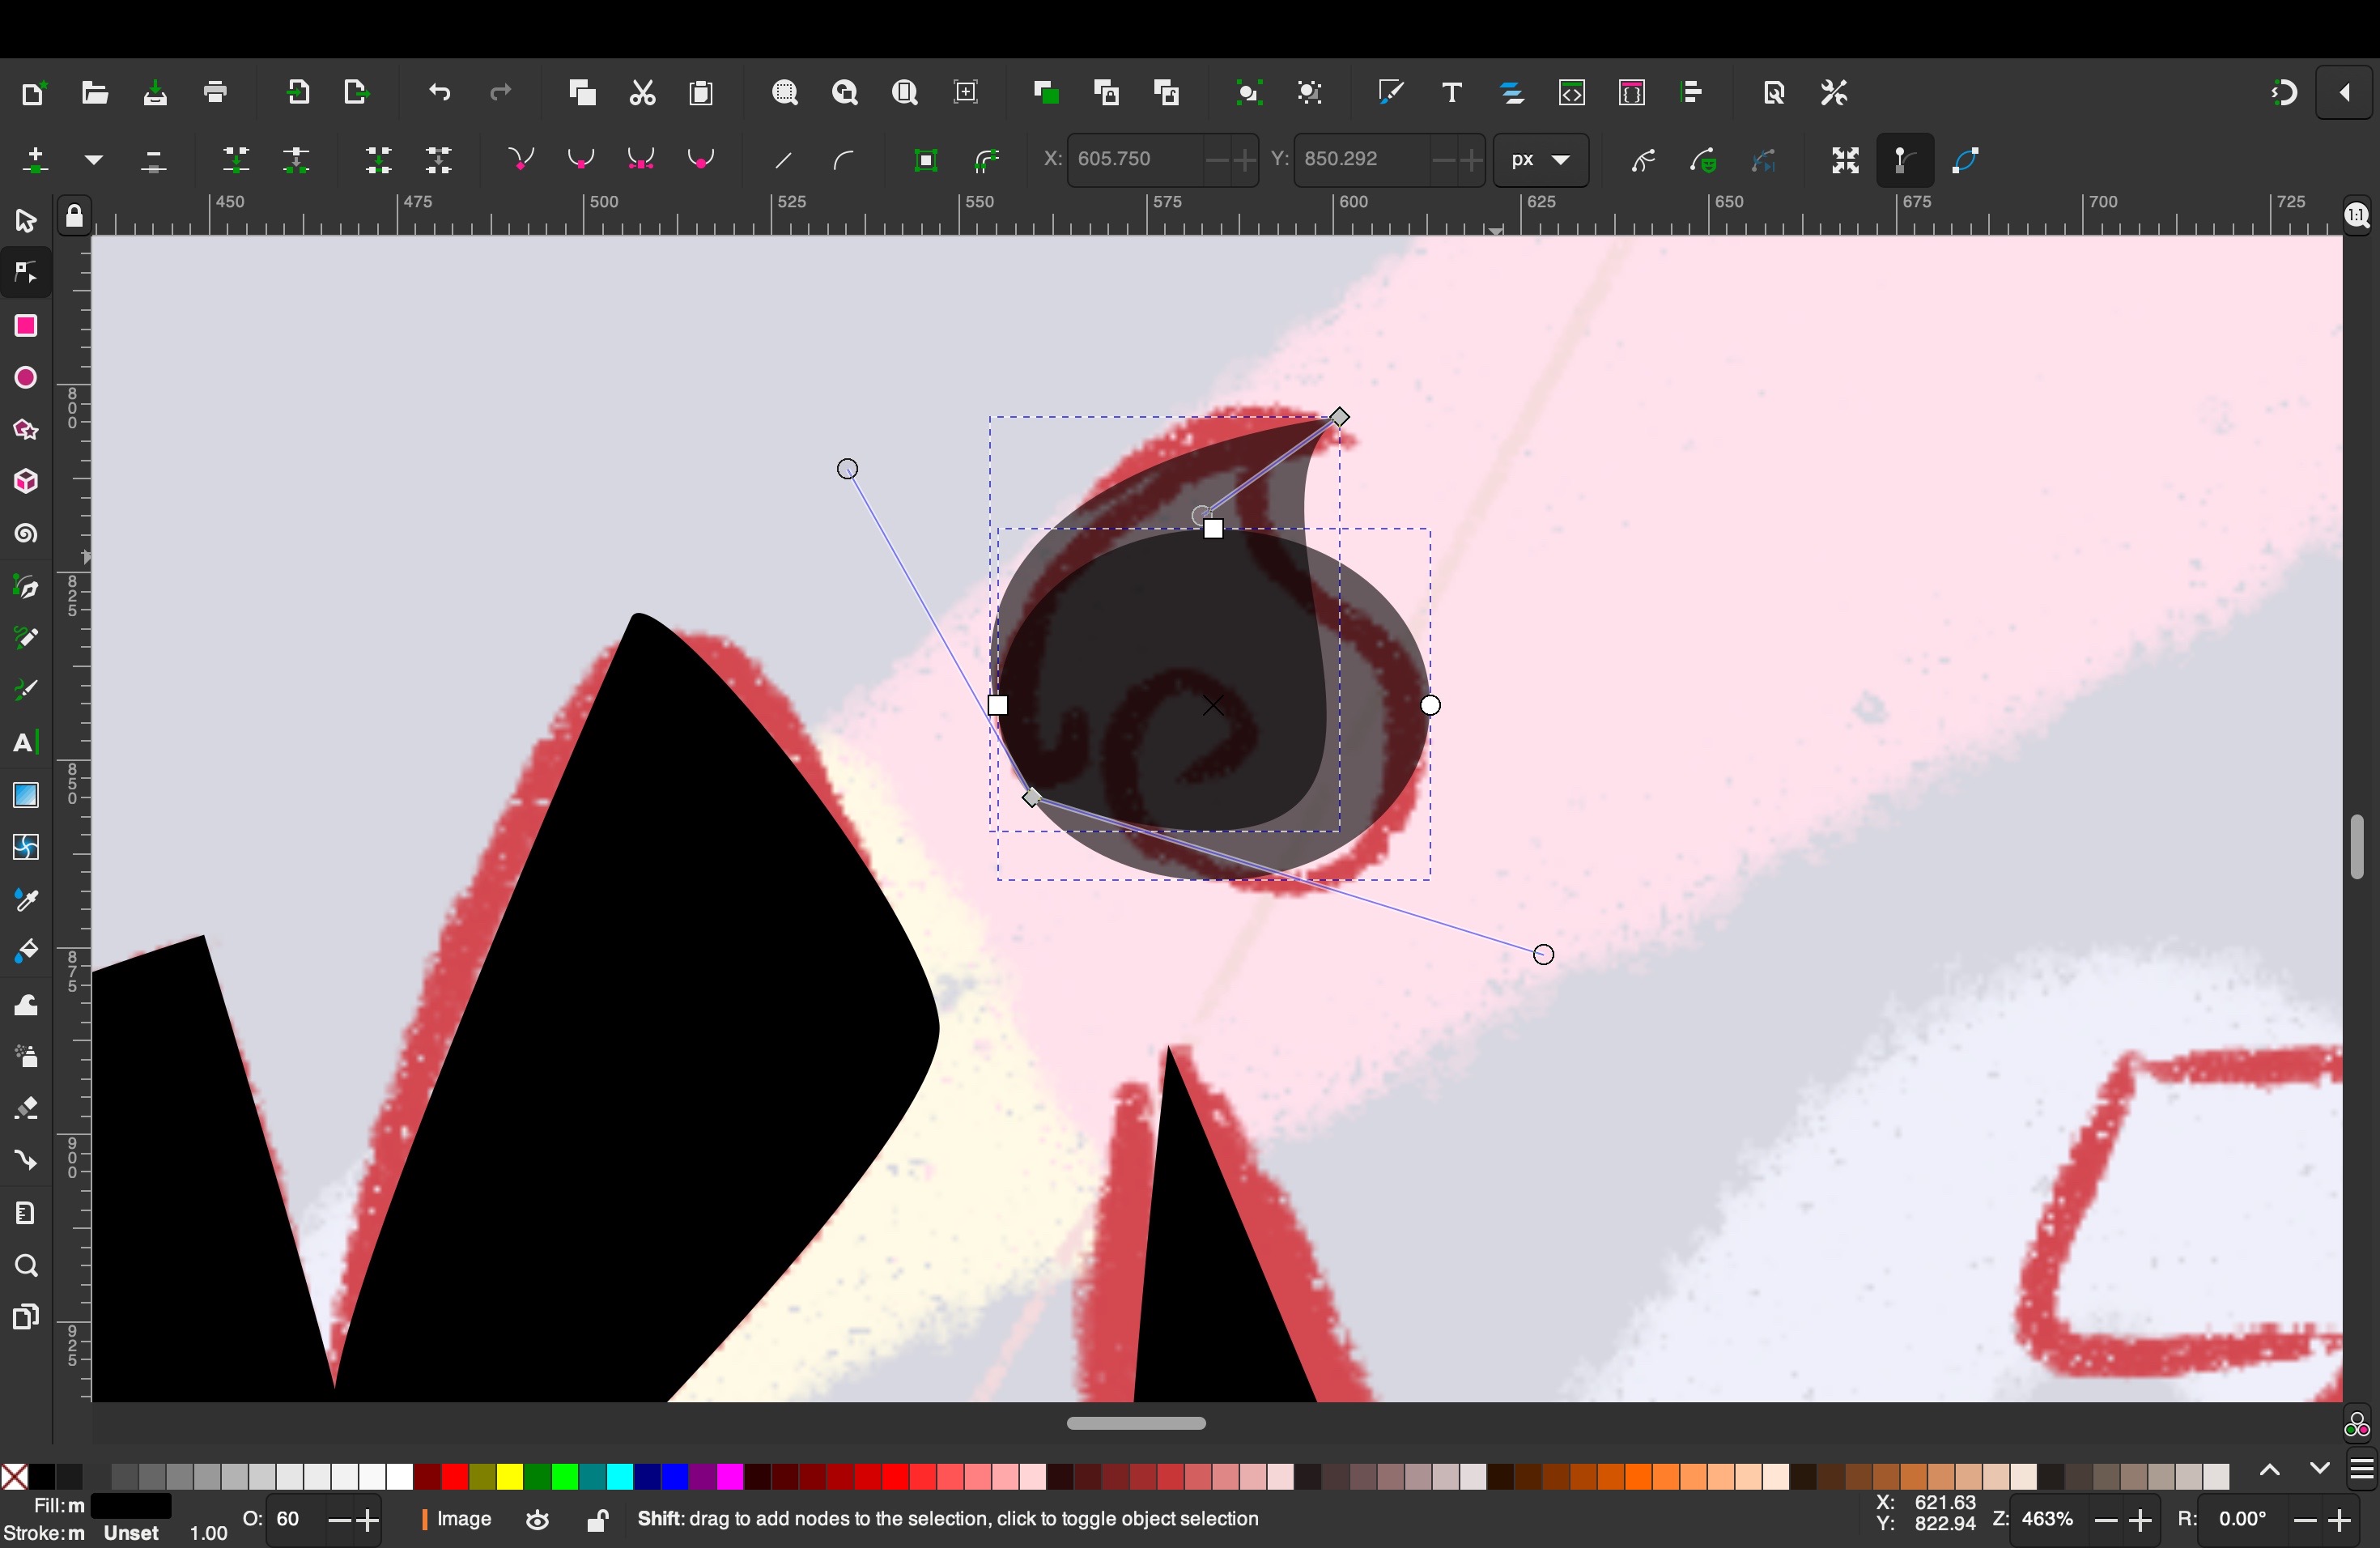 X: 605.750 Y: 850.292 px
450 475 500 525 550 575 600 625 650 675 700 725
1:1
800
825
850
875
900
925
A
Fill: m O: 60 Image Shift: drag to add nodes to the selection, click to toggle object selection X: 621.63 Z: 463% R: 0.00°
Stroke: m Unset 1.00 Y: 822.94